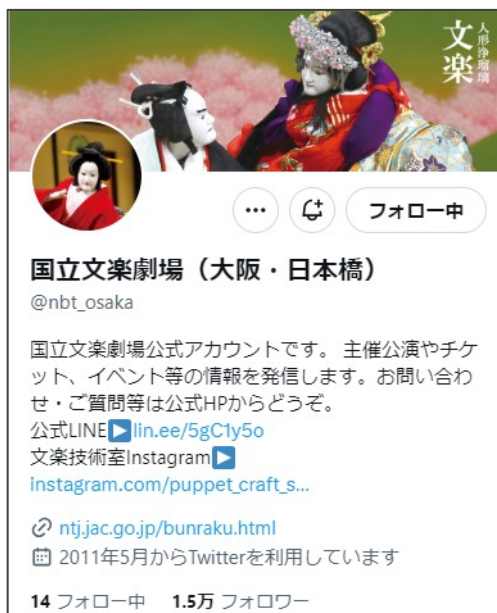 人形浄瑠璃
文楽
フォロー中
国立文楽劇場（大阪・日本橋）
@nbt_osaka
国立文楽劇場公式アカウントです。 主催公演やチケ
ット、イベント等の情報を発信します。お問い合わ
せ・ご質問等は公式HPからどうぞ。
公式LINE▶lin.ee/5gC1y5o
文楽技術室Instagram▶
instagram.com/puppet_craft_s...
ntj.jac.go.jp/bunraku.html
2011年5月からTwitterを利用しています
14 フォロー中 1.5万 フォロワー